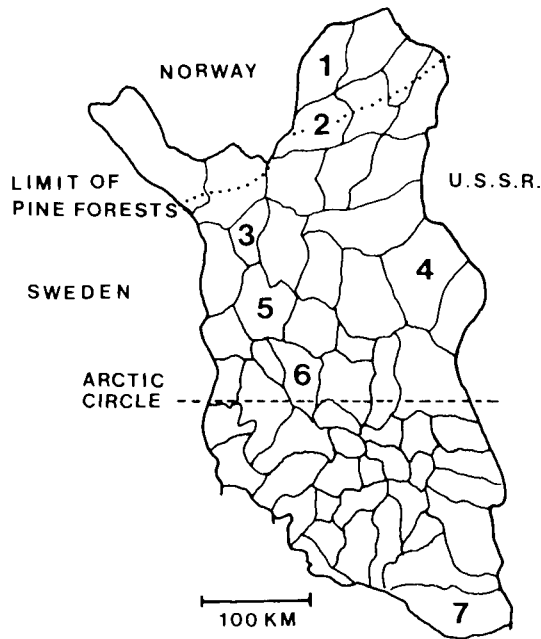 1
NORWAY
2
LIMIT OF
PINE FORESTS
U.S.S.R.
3
4
SWEDEN
5
6
ARCTIC
CIRCLE
100 KM
7